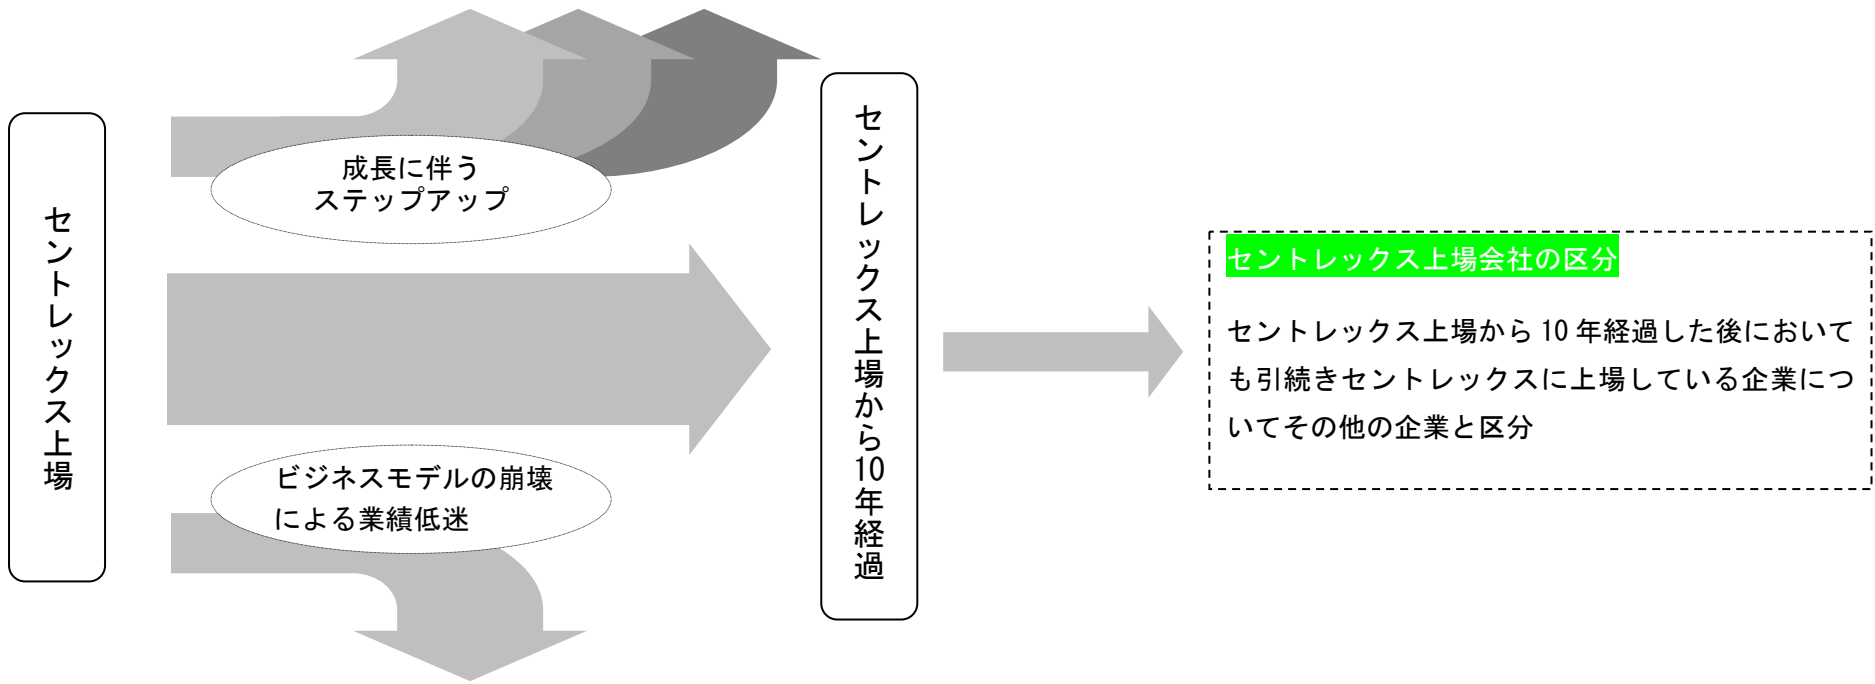 セントレックス上場
成長に伴う
ステップアップ
ビジネスモデルの崩壊
による業績低迷
セントレックス上場から10年経過
セントレックス上場会社の区分
セントレックス上場から 10 年経過した後において
も引続きセントレックスに上場している企業につ
いてその他の企業と区分